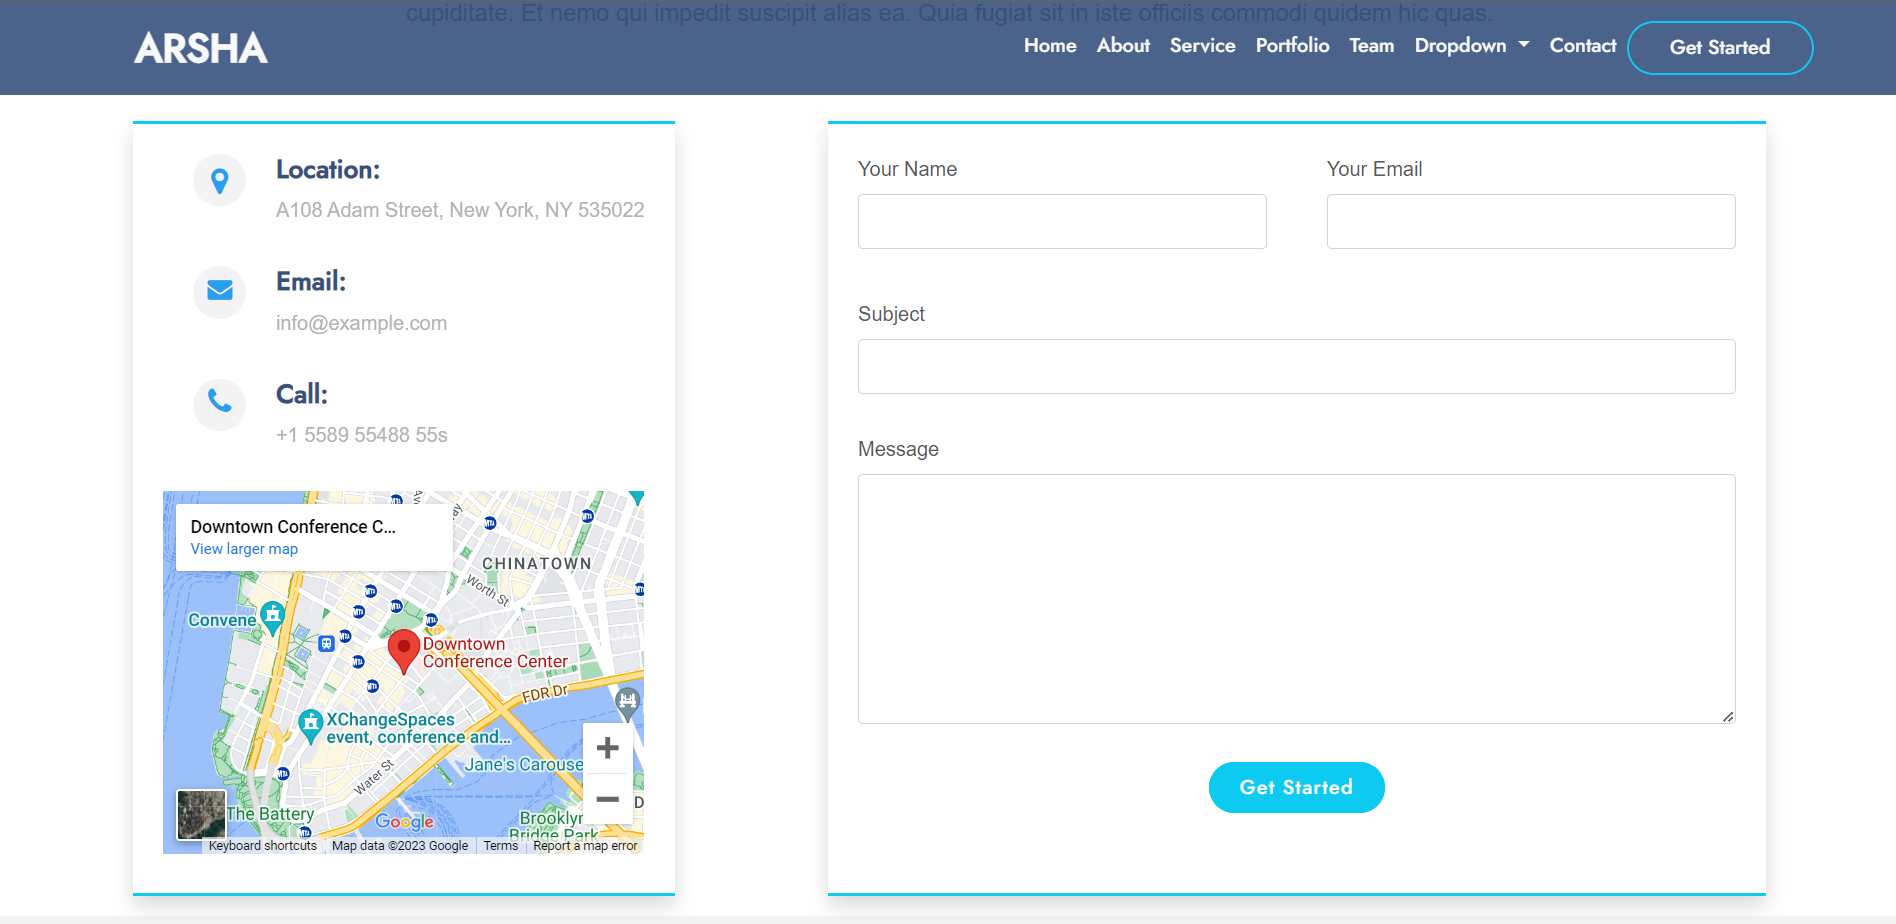 cupiditate. Et nemo qui impedit suscipit alias ea. Quia fugiat sit in iste officiis commodi quidem hic quas.
ARSHA
Home About Service Portfolio Team Dropdown Contact Get Started
Location:
A108 Adam Street, New York, NY 535022
Email:
info@example.com
Call:
+1 5589 55488 55s
Downtown Conference C...
View larger map
CHINATOWN
Worth St
Convene
Downtown
Conference Center
FDR Dr
XChangeSpaces
event, conference and...
Water St
Jane's Carouse
The Battery
Google
Brooklyn
Bridge Park
Keyboard shortcuts Map data ©2023 Google Terms Report a map error
Your Name
Your Email
Subject
Message
Get Started